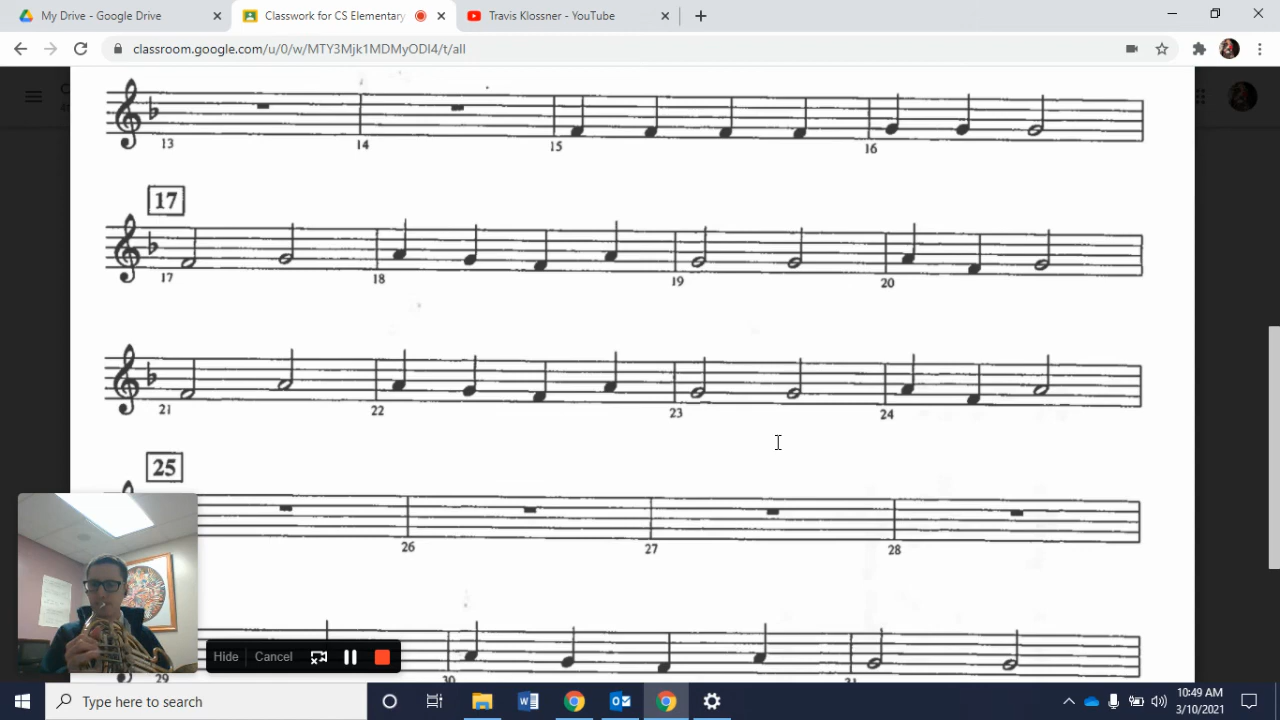 My Drive - Google Drive
Classwork for CS Elementary
Travis Klossner - YouTube
classroom.google.com/u/0/w/MTY3Mjk1MDMyODI4/t/all
13 14 15 16
17
17 18 19 20
21 22 23 24
25
26 27 28
29 30 31
Hide Cancel
Type here to search
10:49 AM
3/10/2021